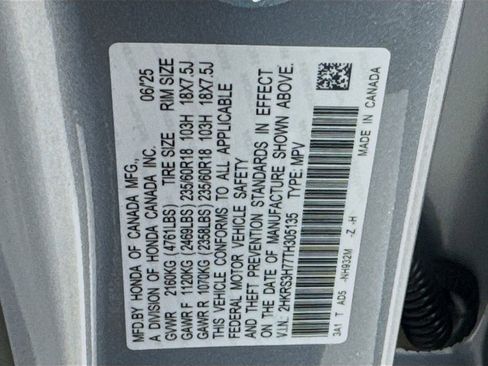 MFD.BY HONDA OF CANADA MFG.,
A DIVISION OF HONDA CANADA INC. 06/25
TIRE SIZE RIM SIZE
GVWR 2160KG (4761LBS)
GAWR F 1120KG (2469LBS) 235/60R18 103H 18X7.5J
GAWR R 1070KG (2358LBS) 235/60R18 103H 18X7.5J
THIS VEHICLE CONFORMS TO ALL APPLICABLE
FEDERAL MOTOR VEHICLE SAFETY
AND THEFT PREVENTION STANDARDS IN EFFECT
ON THE DATE OF MANUFACTURE SHOWN ABOVE.
V.I.N.: 2HKRS3H77TH305135 TYPE: MPV
MADE IN CANADA
3A1 T AD5 -NH932M -Z -H